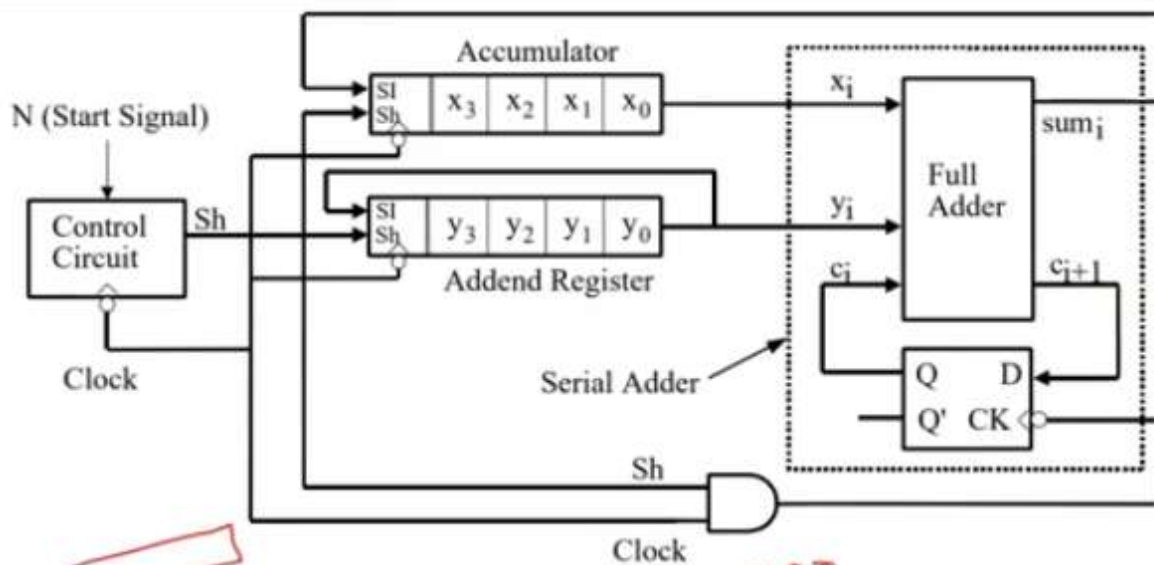 Accumulator
SI
Sh
x3 x2 x1 x0
xi
sumi
N (Start Signal)
Full
Adder
Control
Circuit
Sh
SI
Sh
y3 y2 y1 y0
yi
Addend Register
ci
ci+1
Clock
Serial Adder
Q D
Q' CK
Sh
Clock